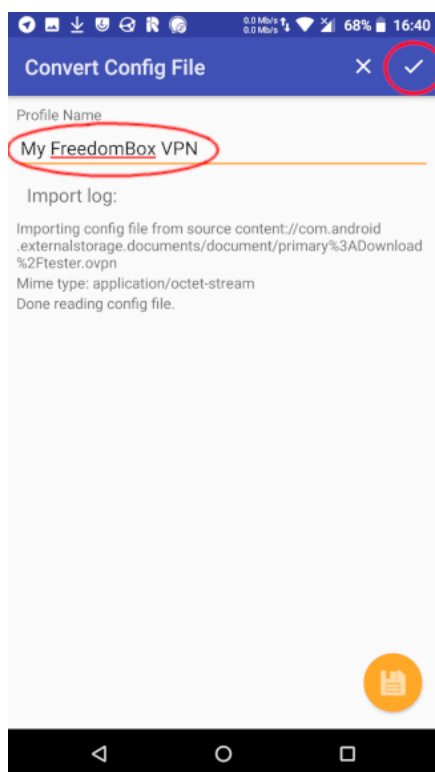 0.0 Mb/s
0.0 Mb/s
68%
16:40
Convert Config File
Profile Name
My FreedomBox VPN
Import log:
Importing config file from source content://com.android
.externalstorage.documents/document/primary%3ADownload
%2Ftester.ovpn
Mime type: application/octet-stream
Done reading config file.